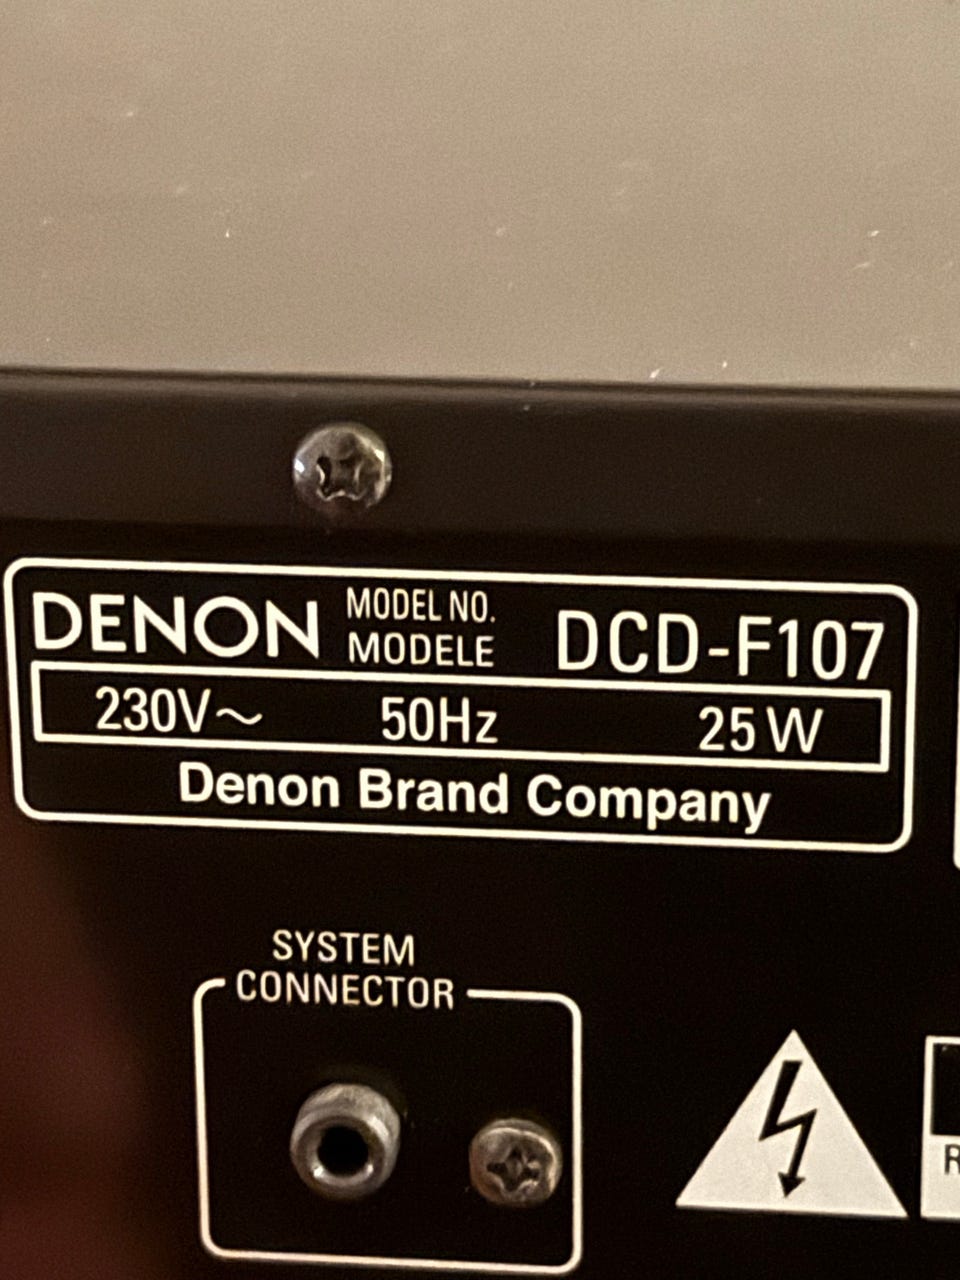 DENON MODEL NO. MODELE DCD-F107
230V～ 50Hz 25W
Denon Brand Company
SYSTEM
CONNECTOR
R